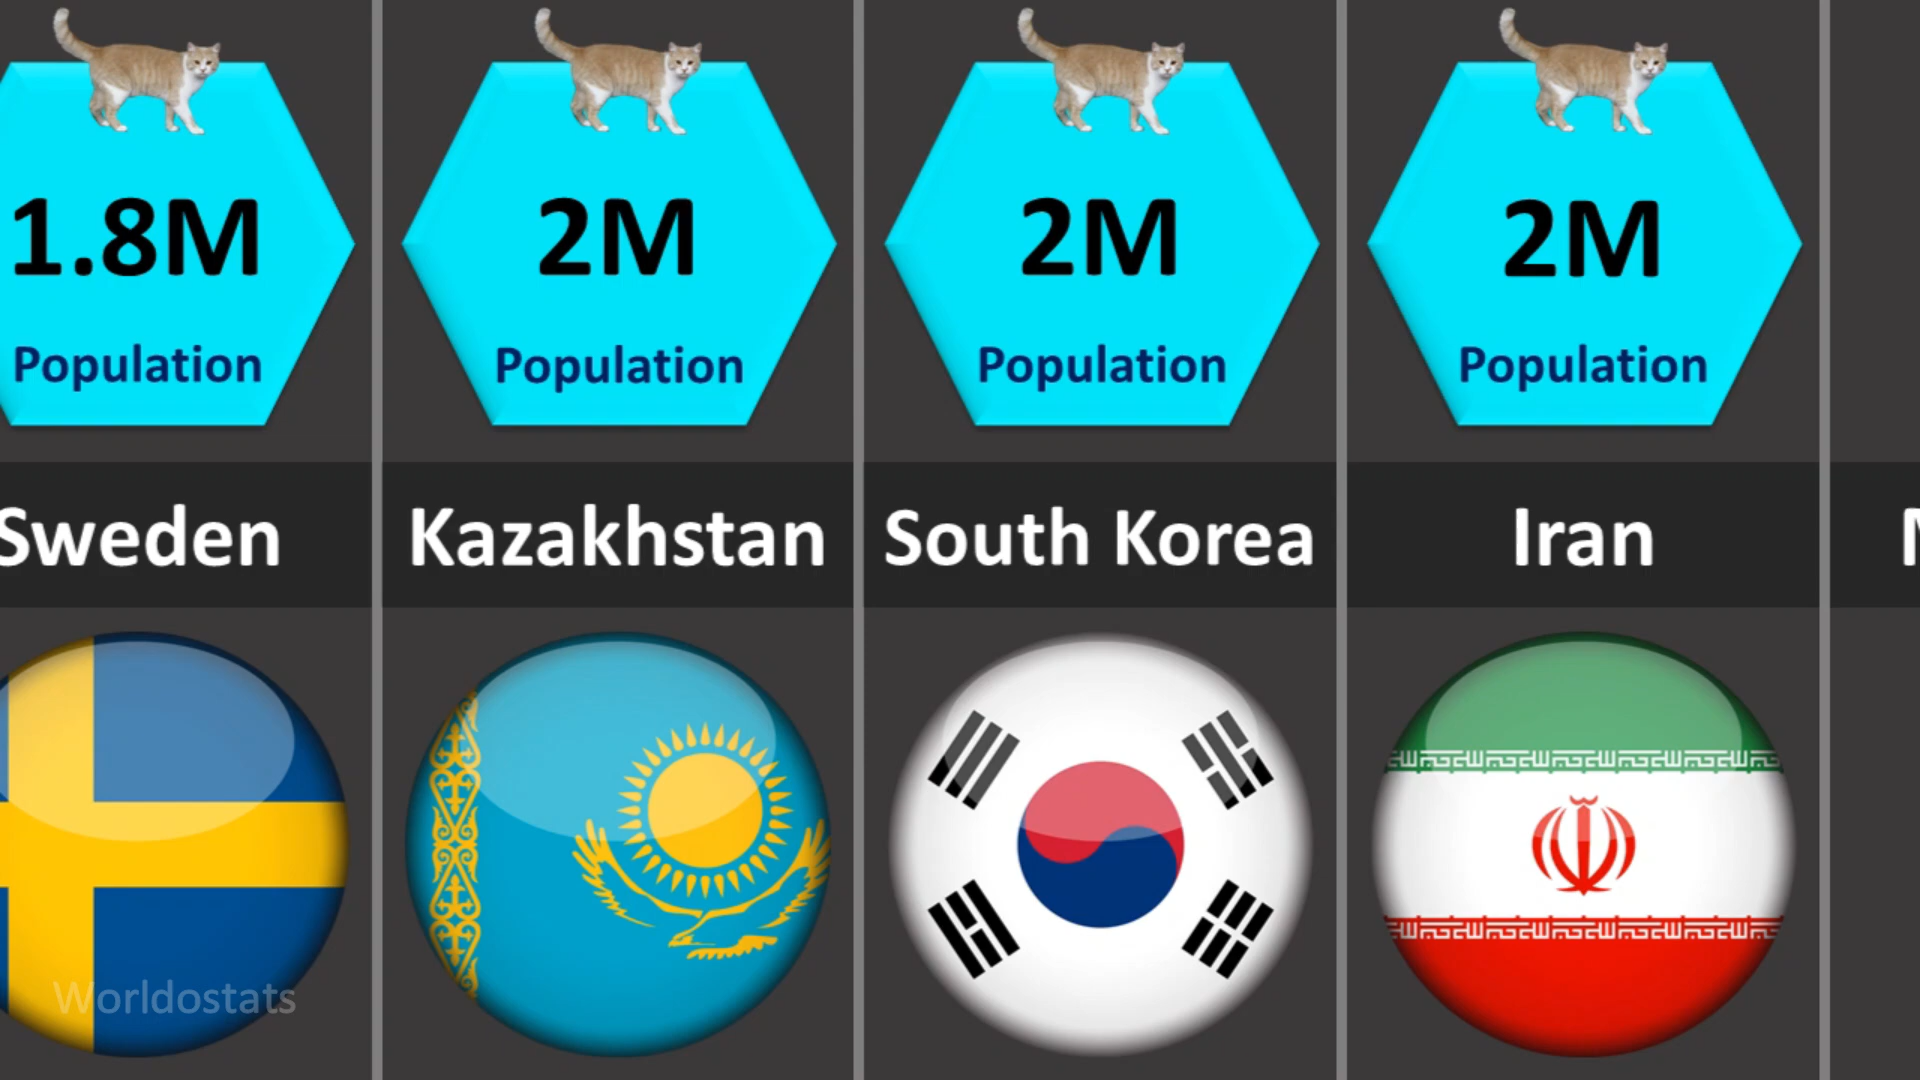 1.8M
Population
Sweden
2M
Population
Kazakhstan
2M
Population
South Korea
2M
Population
Iran
Worldostats